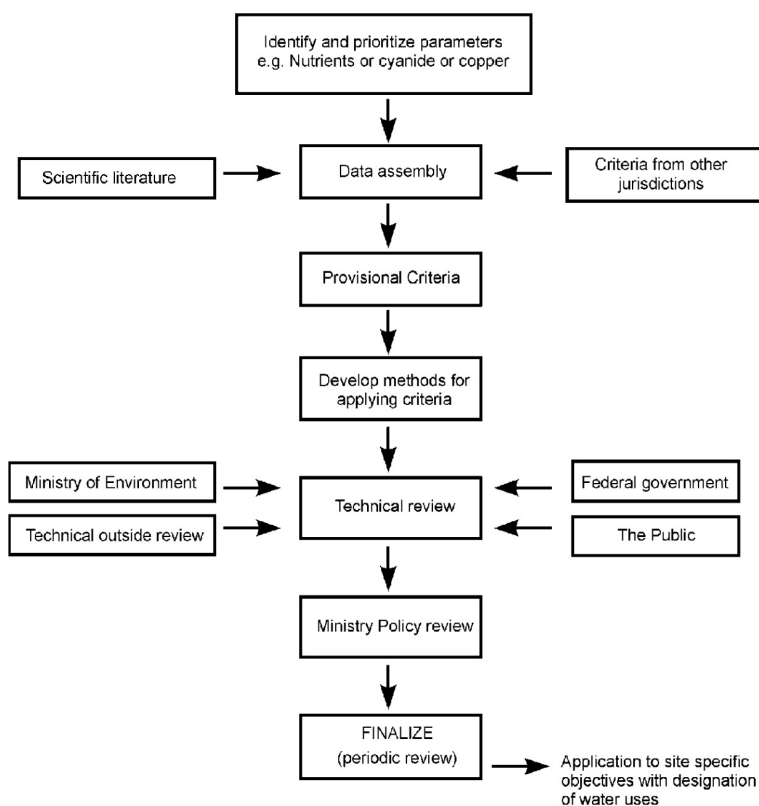 Identify and prioritize parameters
e.g. Nutrients or cyanide or copper
Scientific literature
Data assembly
Criteria from other
jurisdictions
Provisional Criteria
Develop methods for
applying criteria
Ministry of Environment
Technical outside review
Technical review
Federal government
The Public
Ministry Policy review
FINALIZE
(periodic review)
Application to site specific
objectives with designation
of water uses